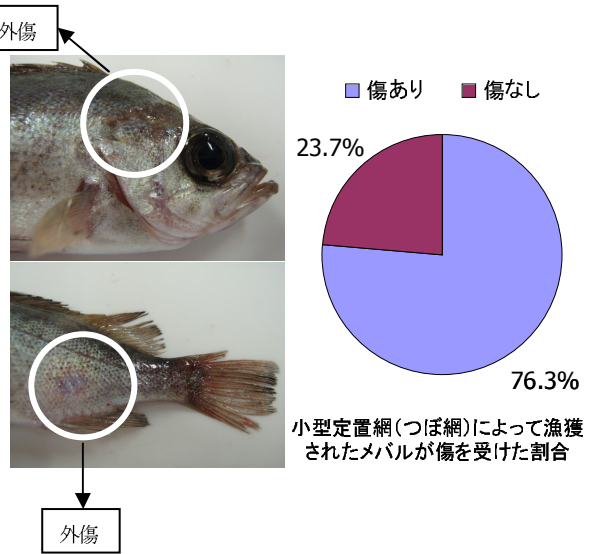 外傷
傷あり 傷なし
23.7%
76.3%
小型定置網(つぼ網)によって漁獲
されたメバルが傷を受けた割合
外傷